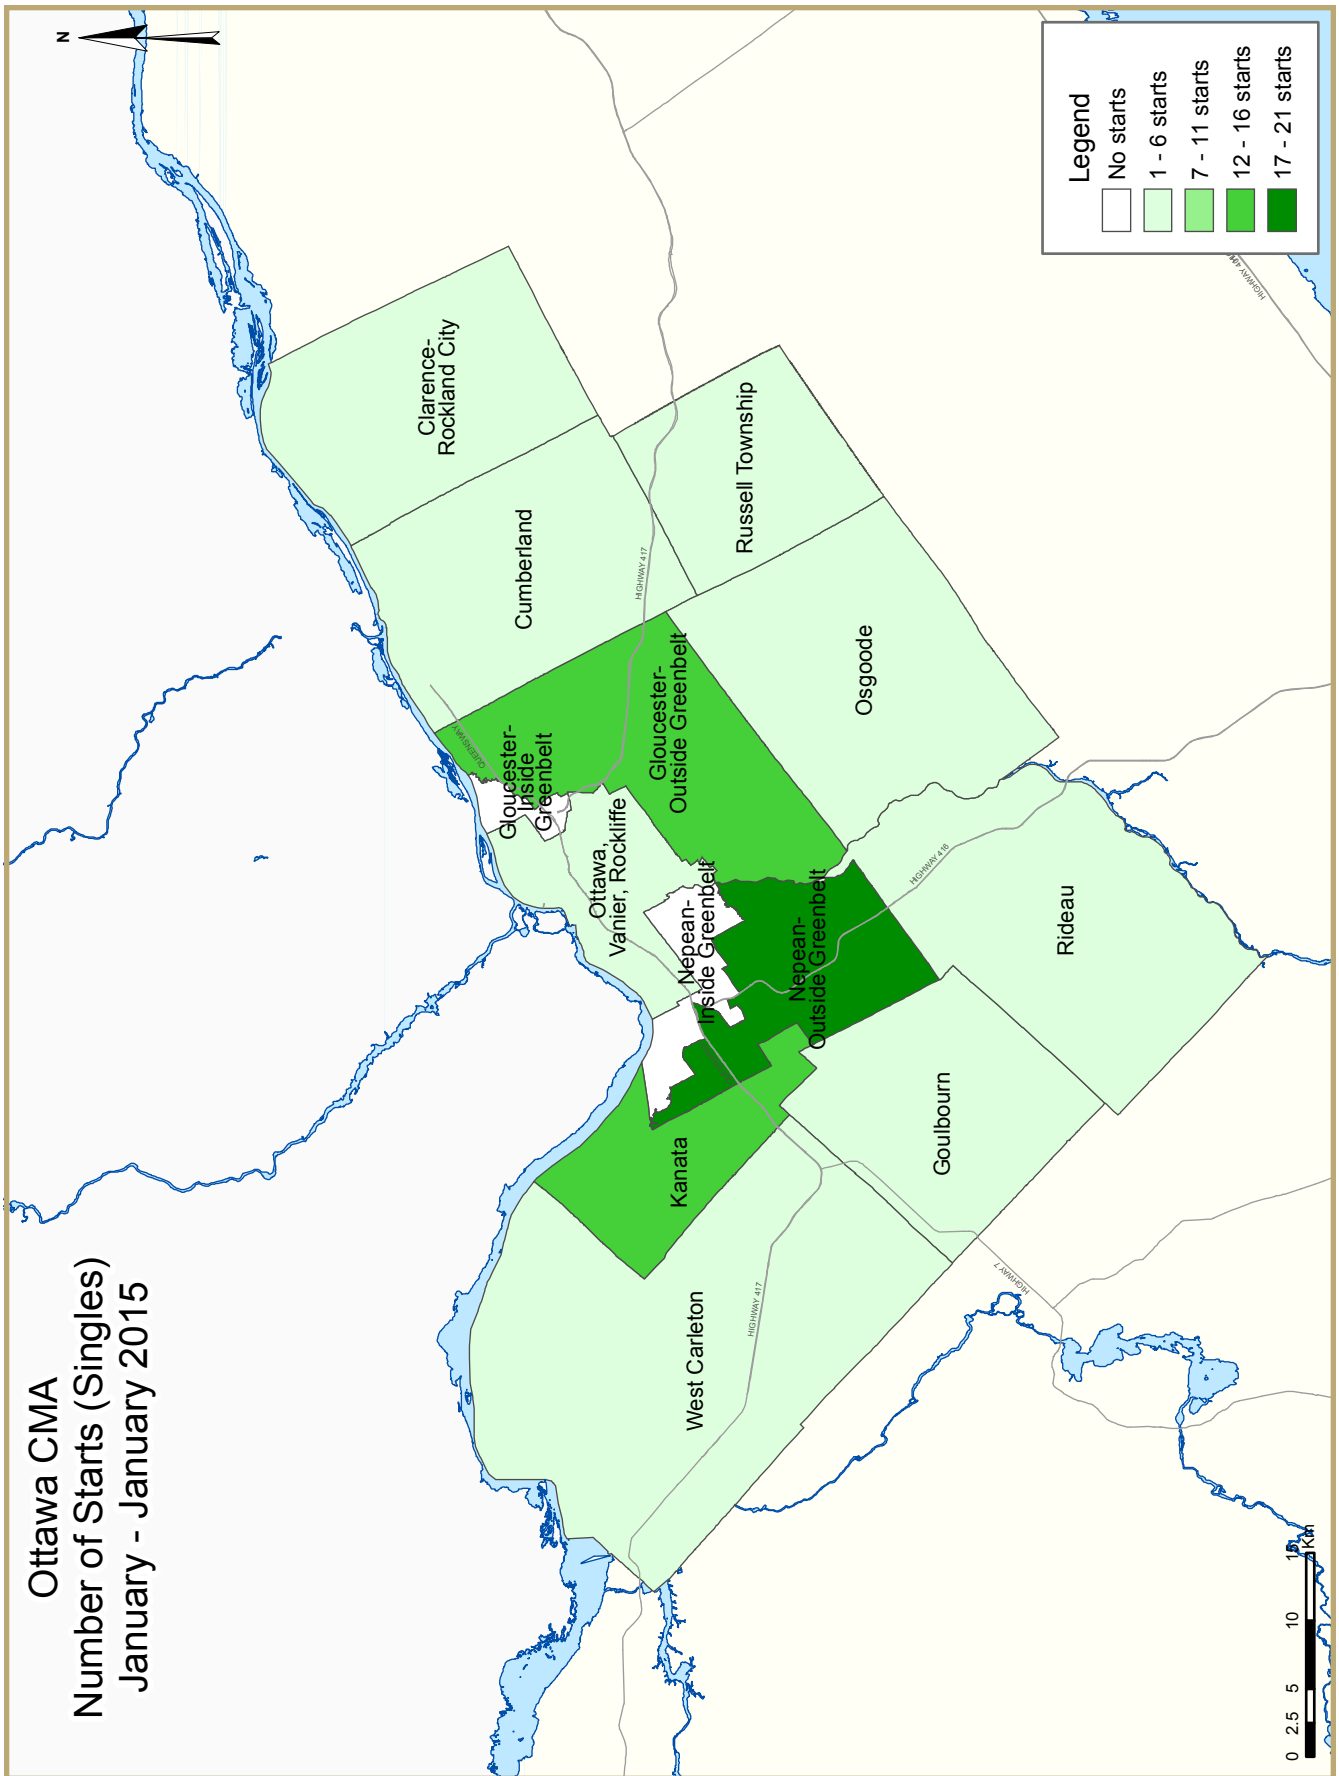 Ottawa CMA
Number of Starts (Singles)
January - January 2015
N
Legend
No starts
1 - 6 starts
7 - 11 starts
12 - 16 starts
17 - 21 starts
Clarence-
Rockland City
Cumberland
Russell Township
Gloucester-
Inside
Greenbelt
Gloucester-
Outside Greenbelt
Osgoode
Ottawa,
Vanier, Rockliffe
Nepean-
Inside Greenbelt
Nepean-
Outside Greenbelt
Rideau
Kanata
Goulbourn
West Carleton
QUEENSWAY
HIGHWAY 417
HIGHWAY 416
HIGHWAY 417
HIGHWAY 7
HIGHWAY
0 2.5 5 10 15
Km